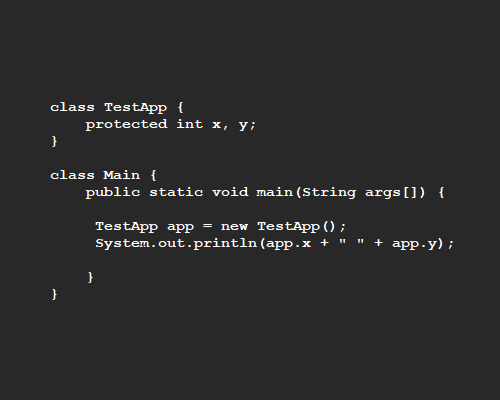 class TestApp {
    protected int x, y;
}
class Main {
    public static void main(String args[]) {
     TestApp app = new TestApp();
     System.out.println(app.x + " " + app.y);
    }
}